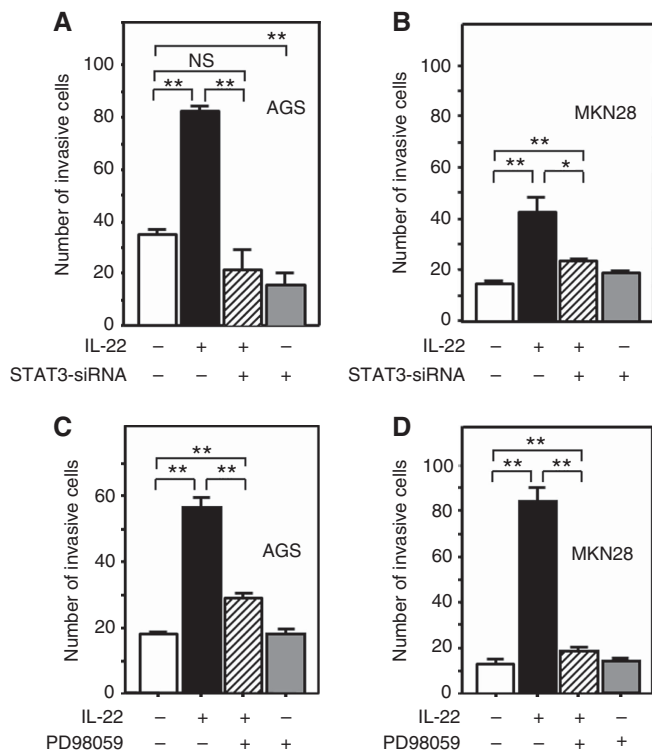 A
Number of invasive cells
100
80
60
40
20
0
**
NS
** **
AGS
IL-22 – + + –
STAT3-siRNA – – + +
B
Number of invasive cells
100
80
60
40
20
0
MKN28
**
** *
IL-22 – + + –
STAT3-siRNA – – + +
C
Number of invasive cells
60
40
20
0
**
** **
AGS
IL-22 – + + –
PD98059 – – + +
D
Number of invasive cells
100
80
60
40
20
0
**
** **
MKN28
IL-22 – + + –
PD98059 – – + +